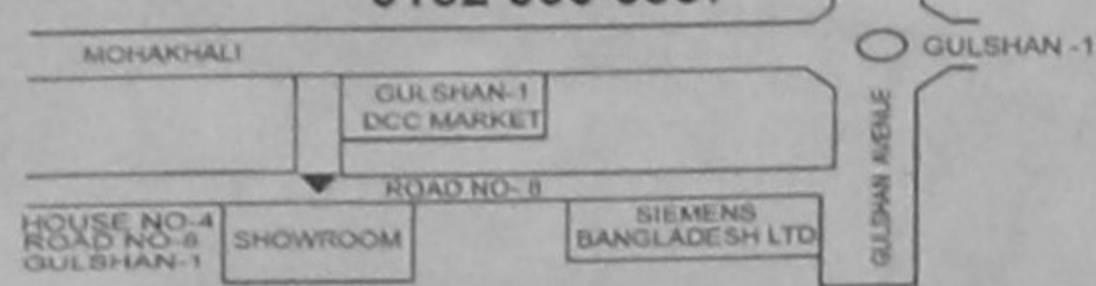 MOHAKHALI
GULSHAN -1
GULSHAN-1
DCC MARKET
GULSHAN AVENUE
ROAD NO- 8
HOUSE NO-4
ROAD NO-8
GULSHAN-1
SHOWROOM
SIEMENS
BANGLADESH LTD